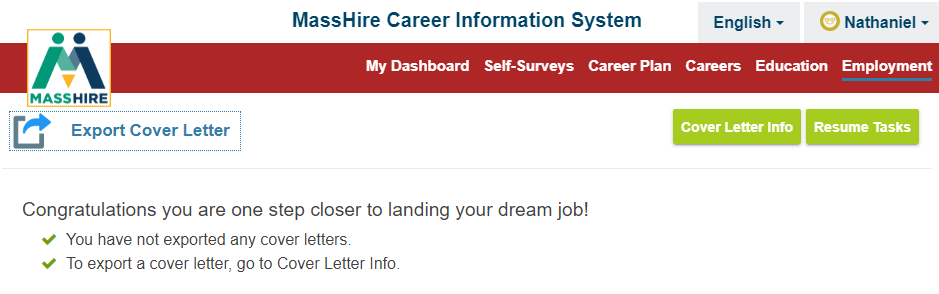 MassHire Career Information System
English
Nathaniel
MASSHIRE
My Dashboard Self-Surveys Career Plan Careers Education Employment
Export Cover Letter
Cover Letter Info Resume Tasks
Congratulations you are one step closer to landing your dream job!
You have not exported any cover letters.
To export a cover letter, go to Cover Letter Info.